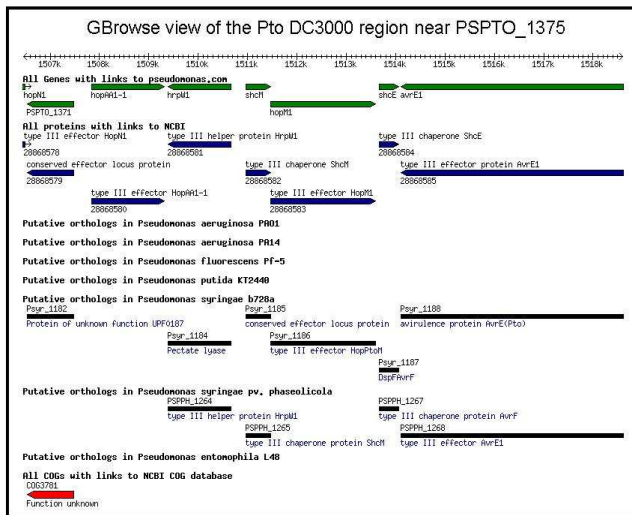 GBrowse view of the Pto DC3000 region near PSPTO_1375
1507k 1508k 1509k 1510k 1511k 1512k 1513k 1514k 1515k 1516k 1517k 1518k
All Genes with links to pseudomonas.com
hopN1 hopAA1-1 hrpW1 shcM shcE avrE1
PSPTO_1371 hopM1
All proteins with links to NCBI
type III effector HopN1 type III helper protein HrpW1 type III chaperone ShcE
28868578 28868581 28868584
conserved effector locus protein type III chaperone ShcM type III effector protein AvrE1
28868579 28868582 28868585
type III effector HopAA1-1 type III effector HopM1
28868580 28868583
Putative orthologs in Pseudomonas aeruginosa PAO1
Putative orthologs in Pseudomonas aeruginosa PA14
Putative orthologs in Pseudomonas fluorescens Pf-5
Putative orthologs in Pseudomonas putida KT2440
Putative orthologs in Pseudomonas syringae b728a
Psyr_1182 Psyr_1185 Psyr_1188
Protein of unknown function UPF0187 conserved effector locus protein avirulence protein AvrE(Pto)
Psyr_1184 Psyr_1186
Pectate lyase type III effector HopPtoM
Psyr_1187
DspFAvrF
Putative orthologs in Pseudomonas syringae pv. phaseolicola
PSPPH_1264 PSPPH_1267
type III helper protein HrpW1 type III chaperone protein AvrF
PSPPH_1265 PSPPH_1268
type III chaperone protein ShcM type III effector AvrE1
Putative orthologs in Pseudomonas entomophila L48
All COGs with links to NCBI COG database
COG3781
Function unknown